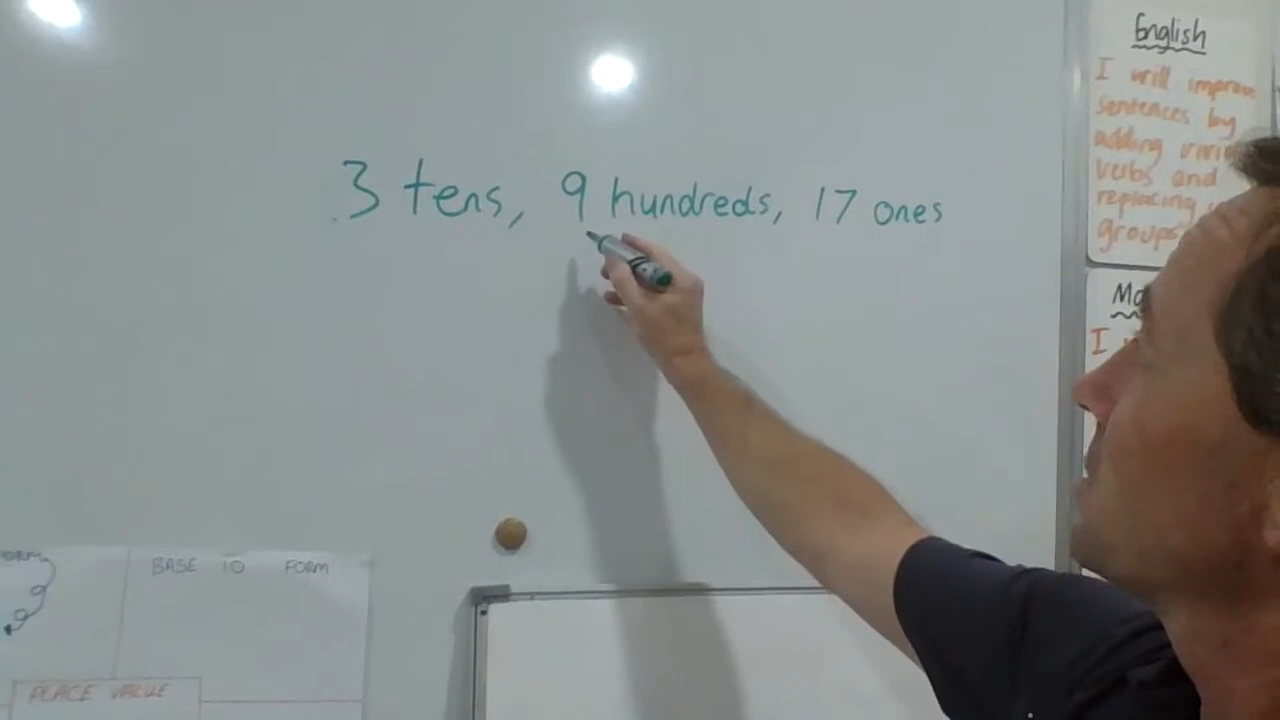 3 tens, 9 hundreds, 17 ones
English
I will improve
sentences by
adding
verbs and
replacing
groups
I
BASE 10 FORM
PLACE VALUE